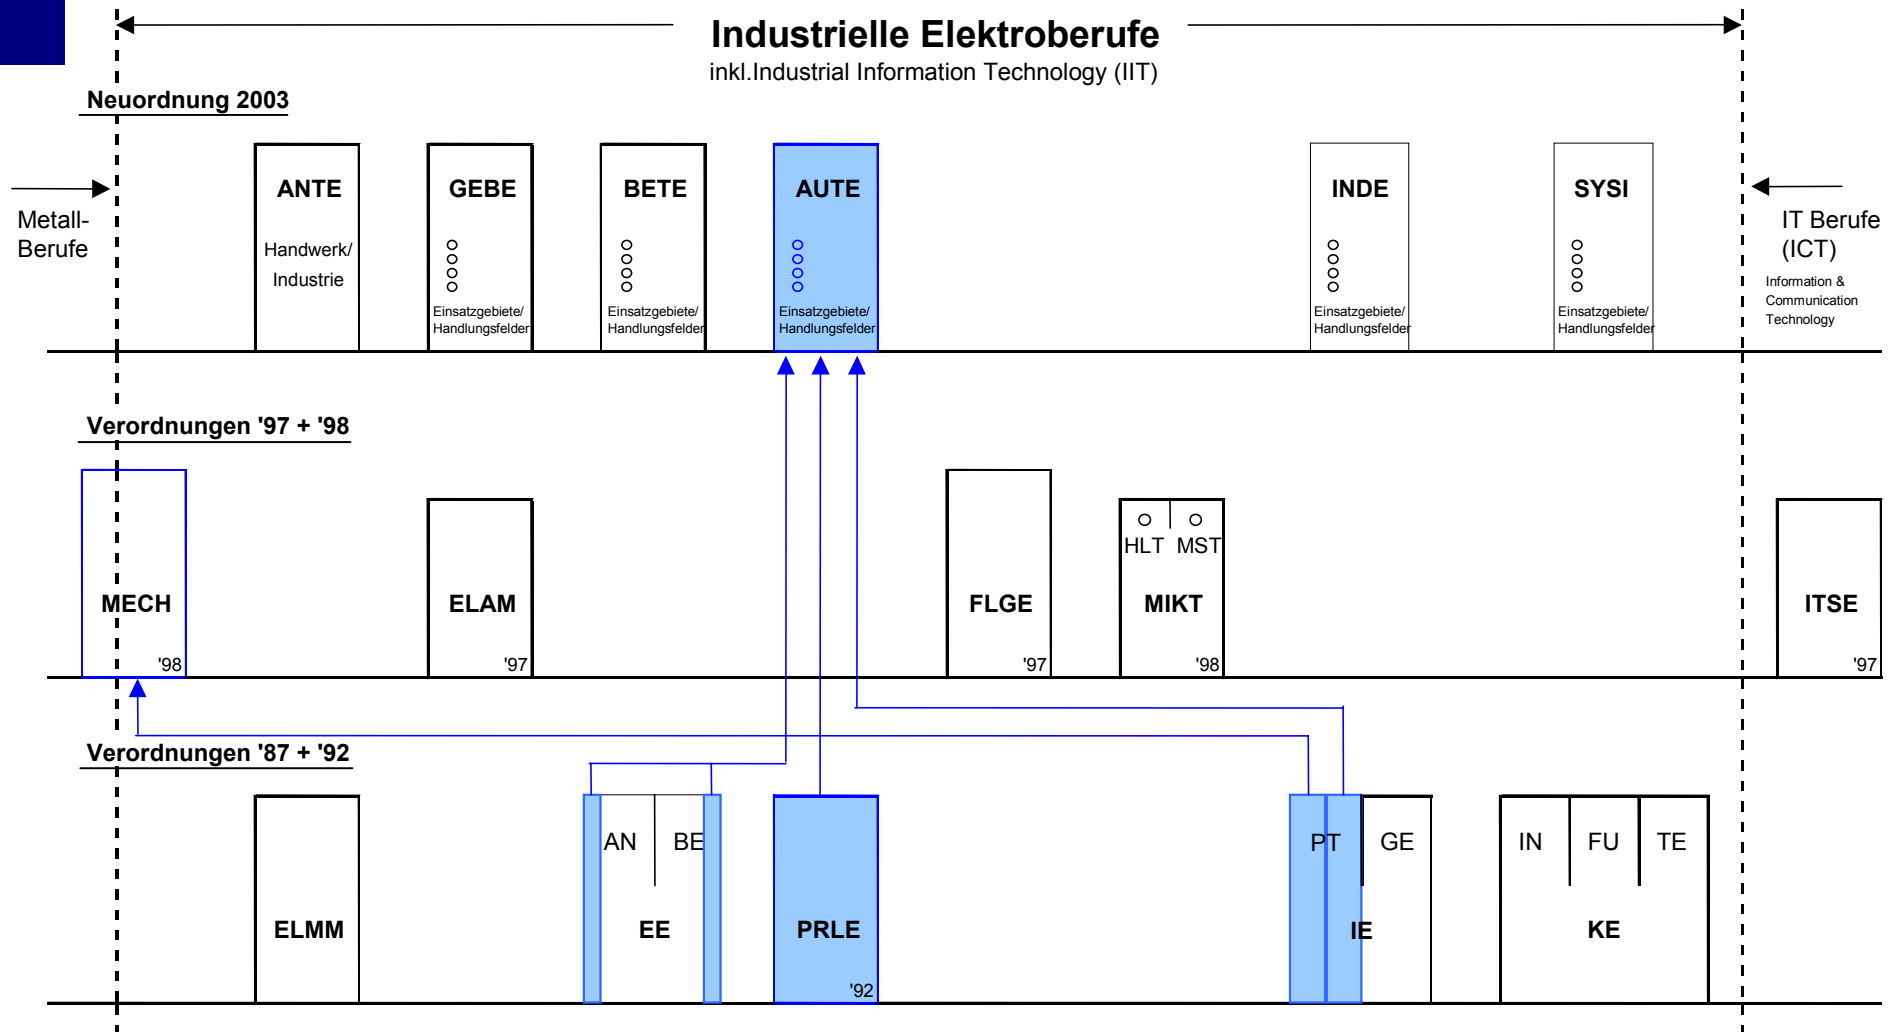 Industrielle Elektroberufe
inkl.Industrial Information Technology (IIT)
Neuordnung 2003
Metall-
Berufe
ANTE
Handwerk/
Industrie
GEBE
Einsatzgebiete/
Handlungsfelder
BETE
Einsatzgebiete/
Handlungsfelder
AUTE
Einsatzgebiete/
Handlungsfelder
INDE
Einsatzgebiete/
Handlungsfelder
SYSI
Einsatzgebiete/
Handlungsfelder
IT Berufe
(ICT)
Information &
Communication
Technology
Verordnungen '97 + '98
MECH
'98
ELAM
'97
FLGE
'97
HLT MST
MIKT
'98
ITSE
'97
Verordnungen '87 + '92
ELMM
AN BE
EE
PRLE
'92
PT GE
IE
IN FU TE
KE